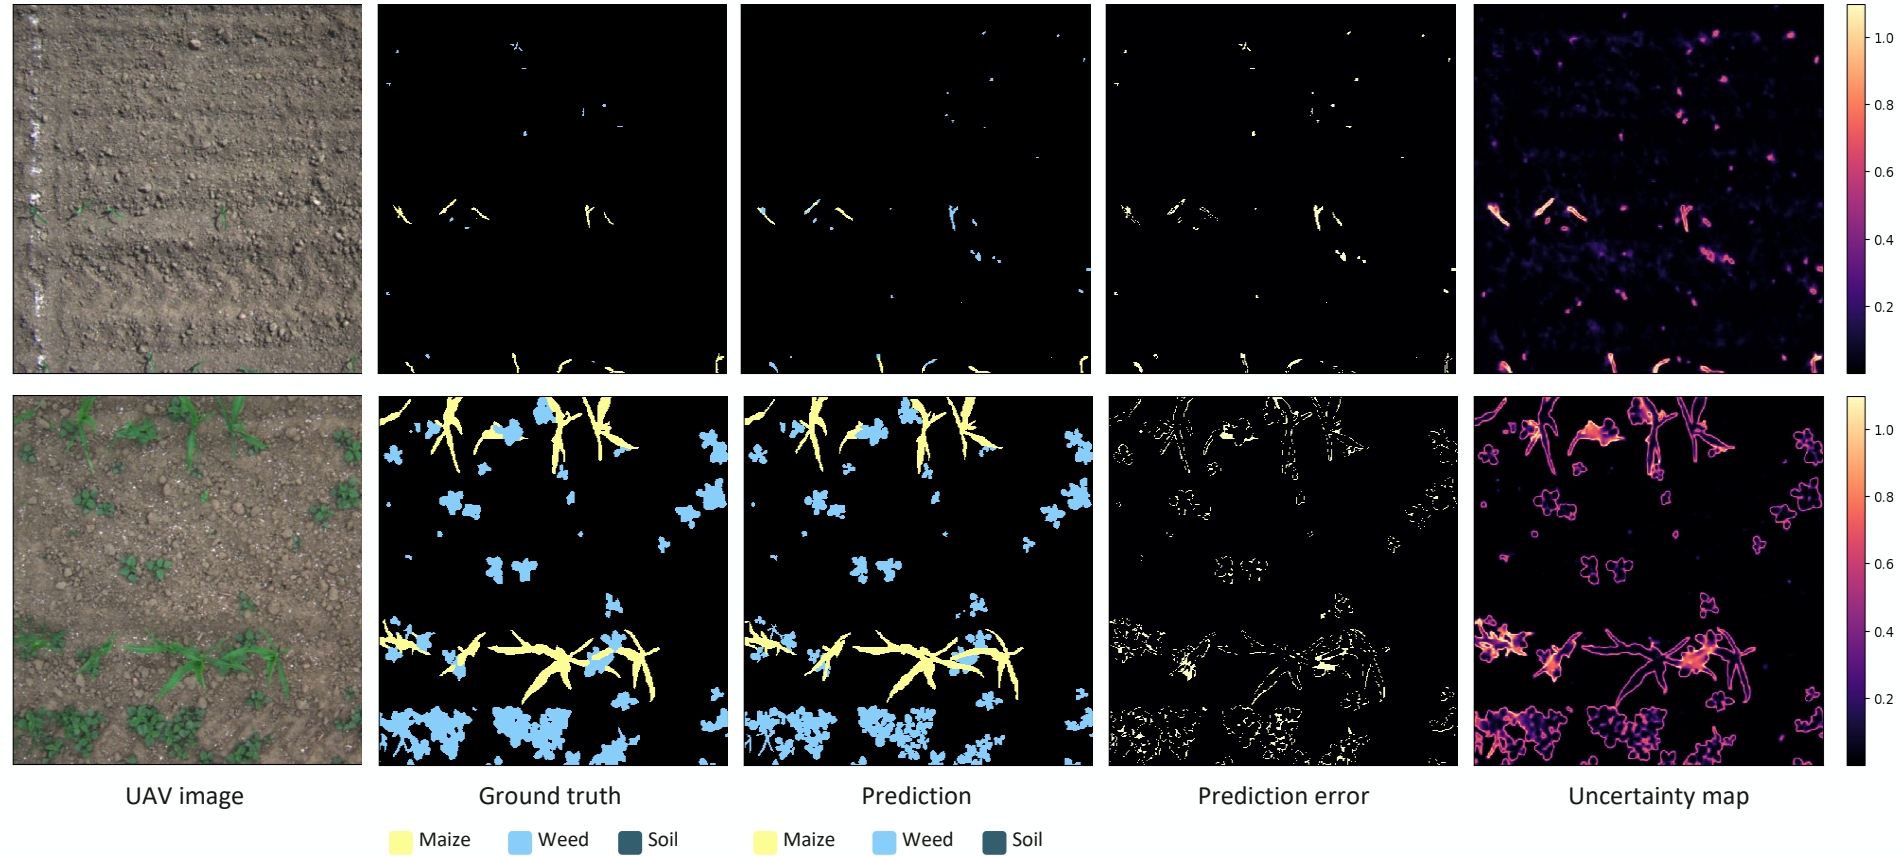 1.0
0.8
0.6
0.4
0.2
1.0
0.8
0.6
0.4
0.2
UAV image
Ground truth
Prediction
Prediction error
Uncertainty map
Maize
Weed
Soil
Maize
Weed
Soil